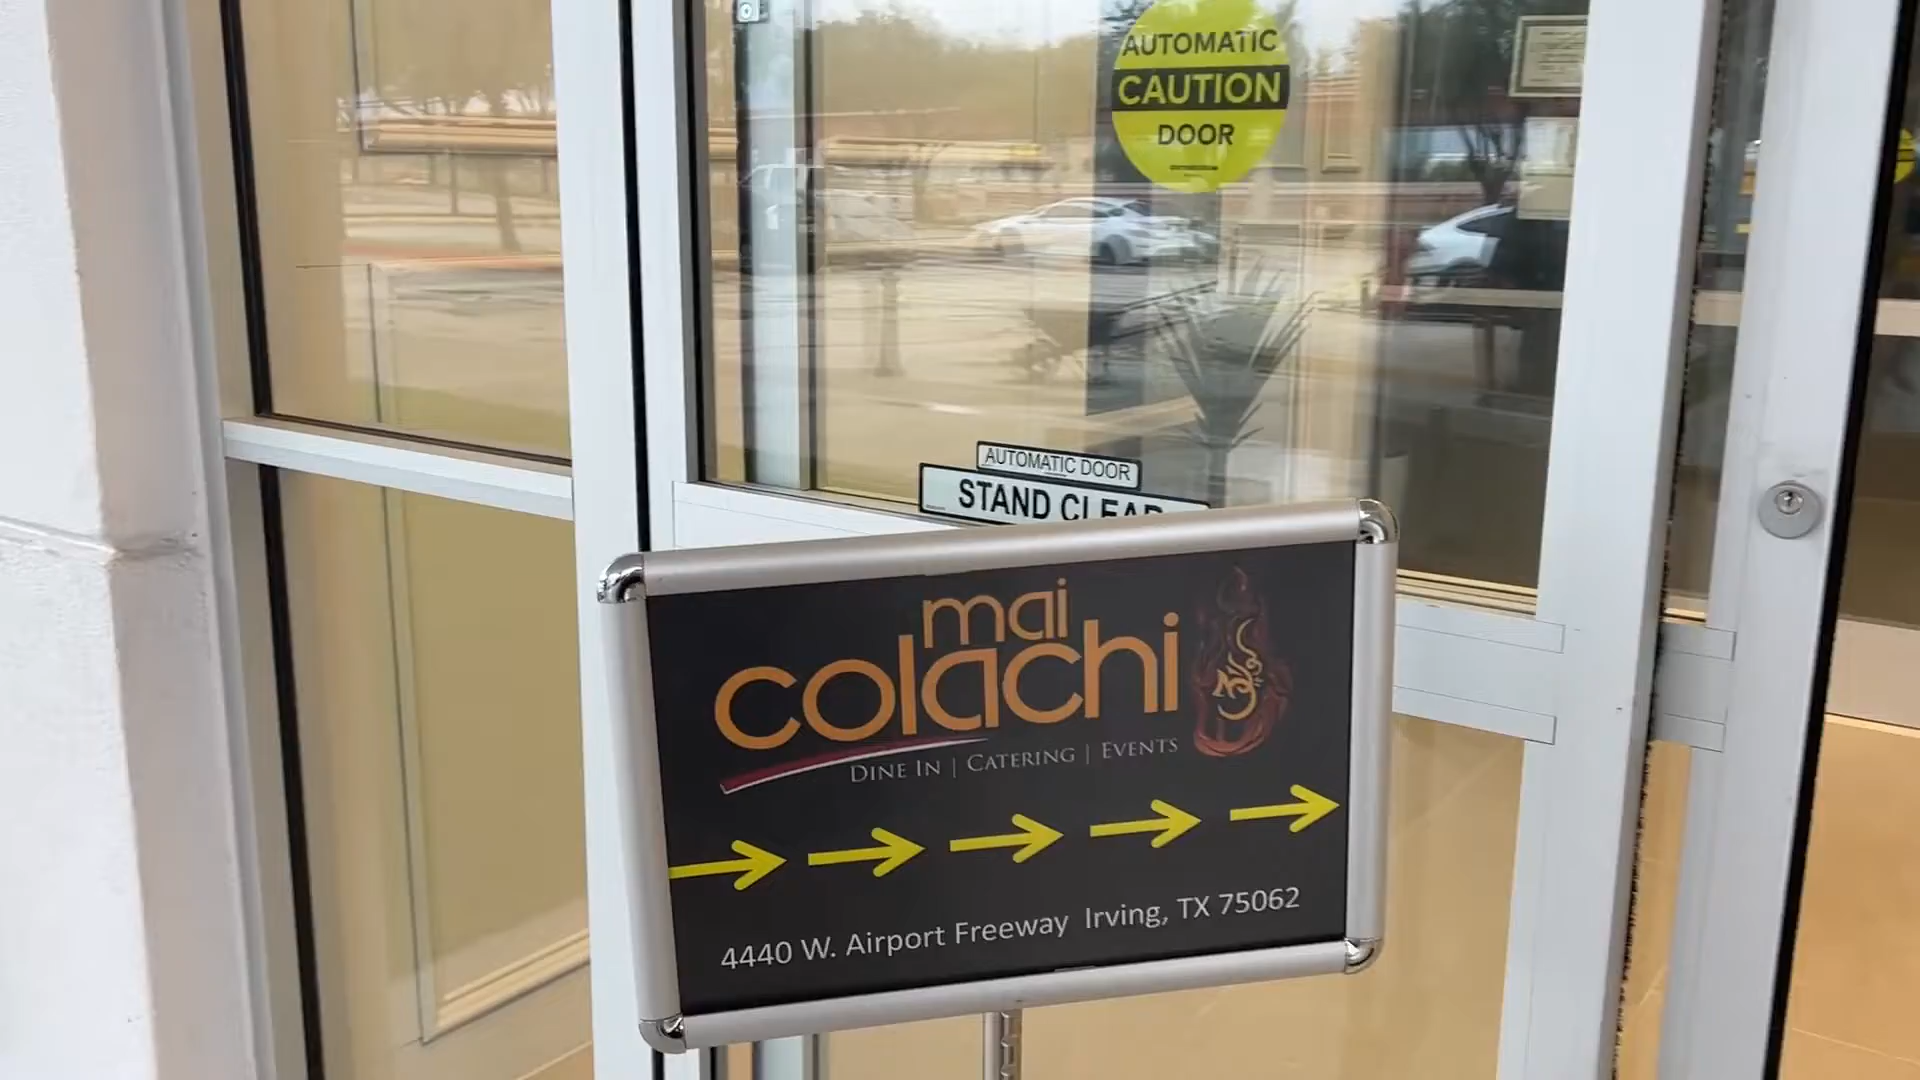 AUTOMATIC
CAUTION
DOOR
AUTOMATIC DOOR
STAND CLEAR
mai
colachi
DINE IN | CATERING | EVENTS
4440 W. Airport Freeway Irving, TX 75062